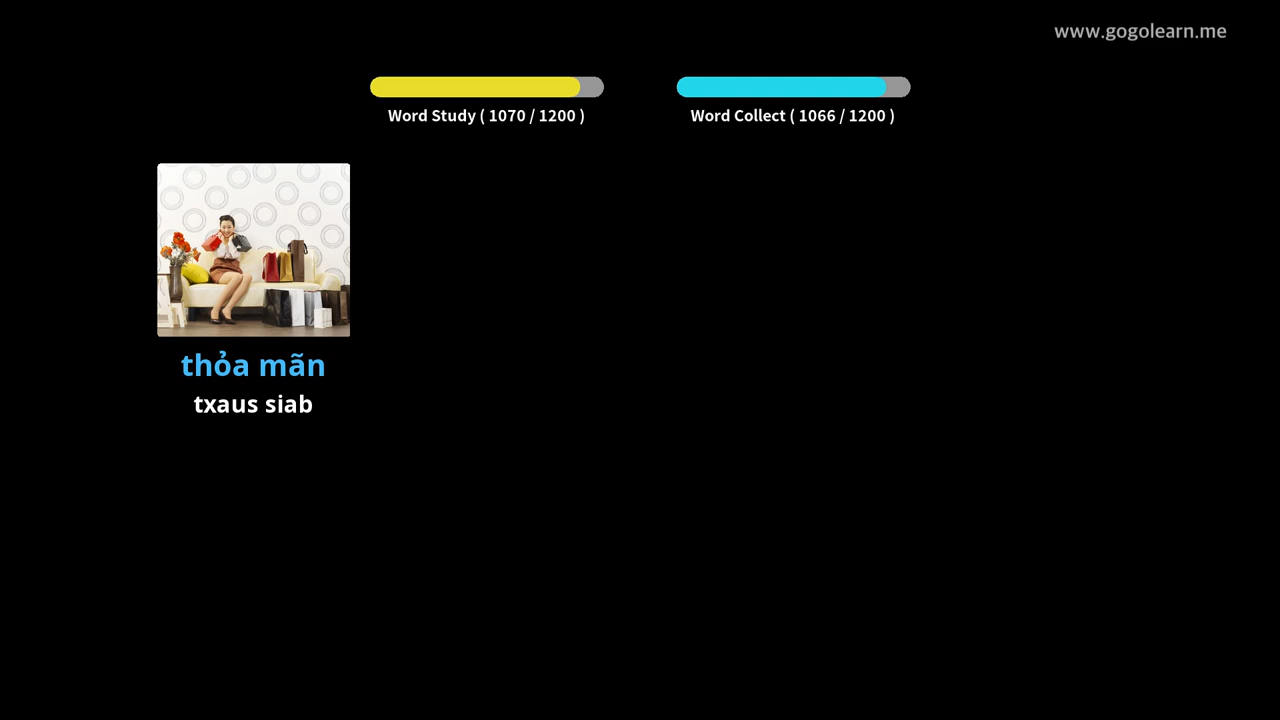 www.gogolearn.me
Word Study ( 1070 / 1200 )
Word Collect ( 1066 / 1200 )
thỏa mãn
txaus siab